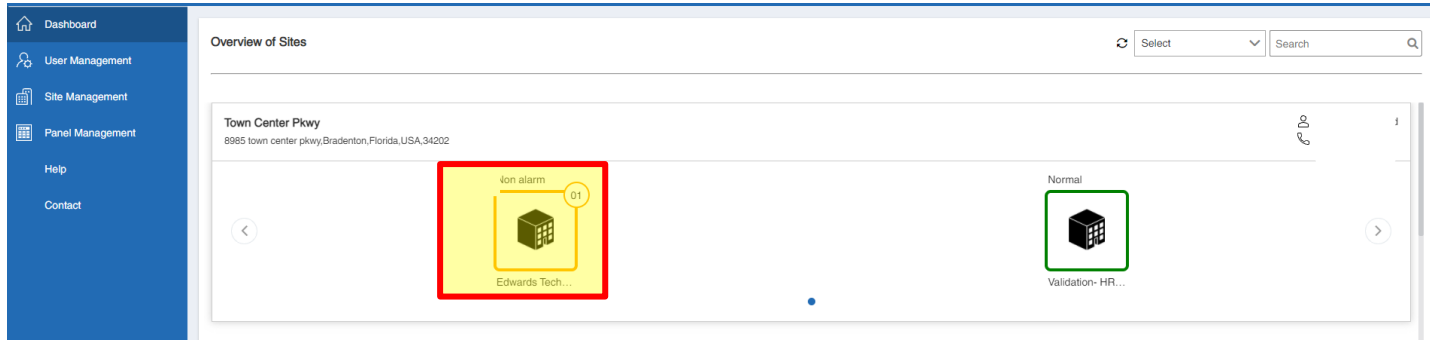 Dashboard
User Management
Site Management
Panel Management
Help
Contact
Overview of Sites
Select
Search
Town Center Pkwy
8985 town center pkwy,Bradenton,Florida,USA,34202
Non alarm
01
Edwards Tech...
Normal
Validation- HR...